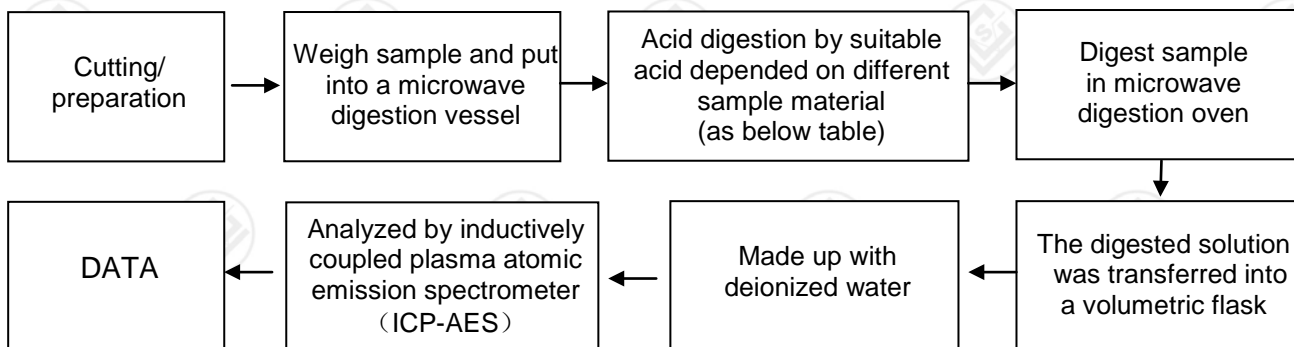 Cutting/
preparation
Weigh sample and put
into a microwave
digestion vessel
Acid digestion by suitable
acid depended on different
sample material
(as below table)
Digest sample
in microwave
digestion oven
The digested solution
was transferred into
a volumetric flask
Made up with
deionized water
Analyzed by inductively
coupled plasma atomic
emission spectrometer
（ICP-AES）
DATA